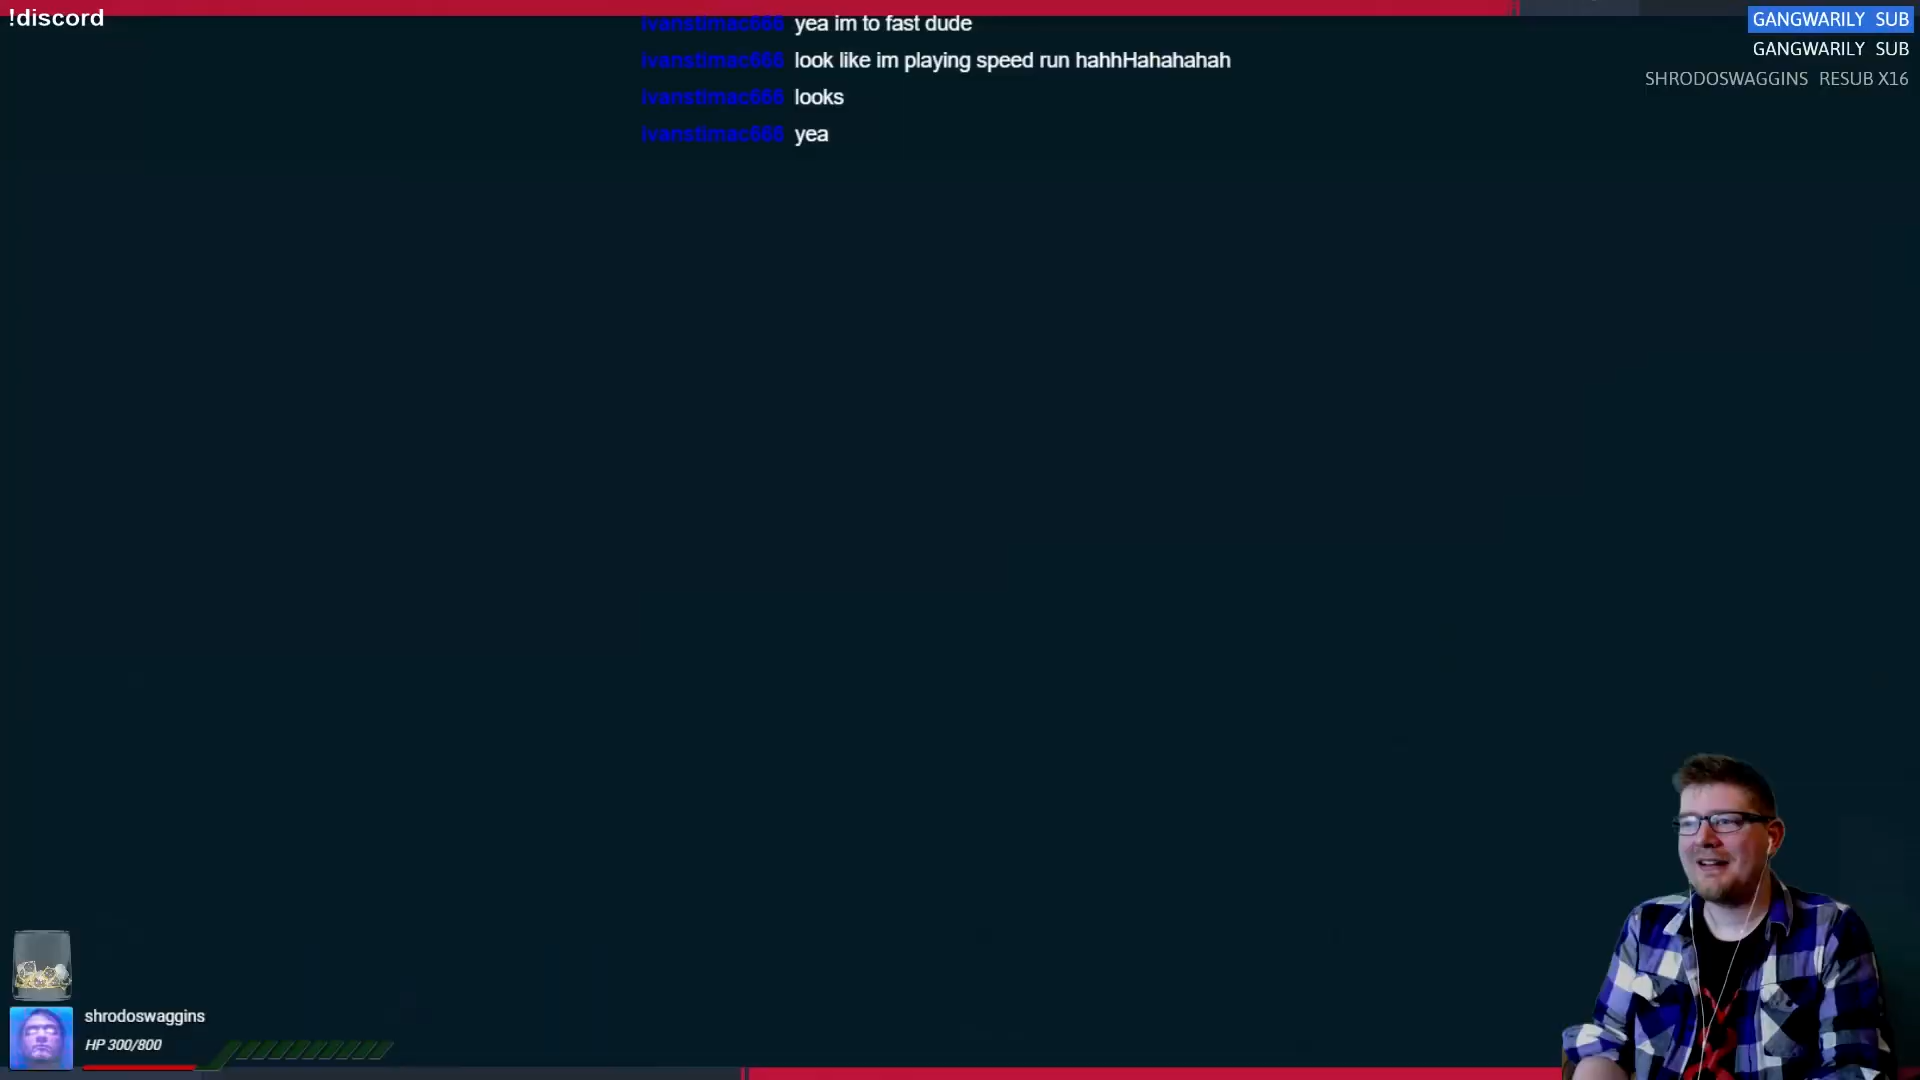 !discord
ivanstimac666 yea im to fast dude
ivanstimac666 look like im playing speed run hahhHahahahah
ivanstimac666 looks
ivanstimac666 yea
GANGWARILY SUB
GANGWARILY SUB
SHRODOSWAGGINS RESUB X16
shrodoswaggins
HP 300/800